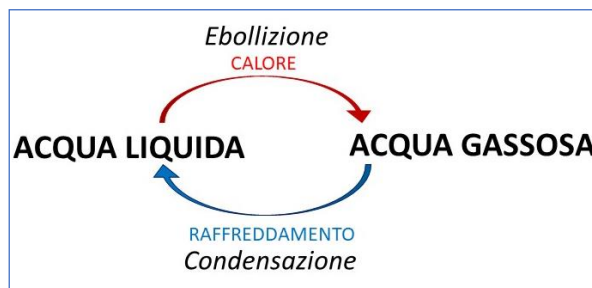 Ebollizione
CALORE
ACQUA LIQUIDA
ACQUA GASSOSA
RAFFREDDAMENTO
Condensazione